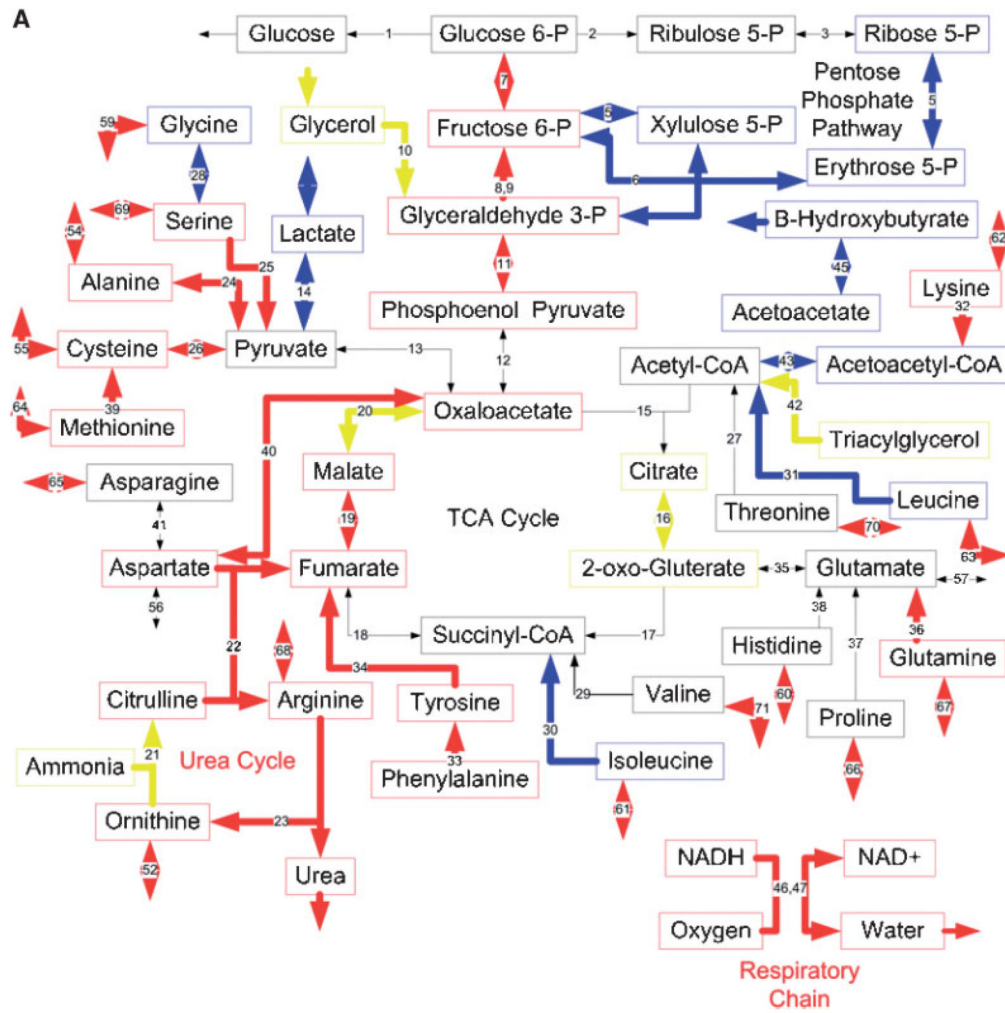 A
Glucose
1
Glucose 6-P
2
Ribulose 5-P
3
Ribose 5-P
7
Pentose
Phosphate
Pathway
5
59
Glycine
Glycerol
10
Fructose 6-P
5
Xylulose 5-P
28
6
Erythrose 5-P
8,9
69
Serine
Lactate
Glyceraldehyde 3-P
B-Hydroxybutyrate
54
62
25
11
45
Alanine
24
14
Lysine
32
Phosphoenol Pyruvate
Acetoacetate
55
Cysteine
26
Pyruvate
13
12
Acetyl-CoA
43
Acetoacetyl-CoA
64
39
Methionine
20
Oxaloacetate
15
42
27
Triacylglycerol
40
65
Asparagine
Malate
Citrate
31
Threonine
Leucine
41
19
TCA Cycle
16
70
63
Aspartate
Fumarate
2-oxo-Gluterate
35
Glutamate
57
56
38
18
Succinyl-CoA
17
37
36
22
68
34
Histidine
Glutamine
Citrulline
Arginine
Tyrosine
29
Valine
71
60
67
Proline
21
30
Ammonia
Urea Cycle
33
Phenylalanine
Isoleucine
66
61
Ornithine
23
52
Urea
NADH
46,47
NAD+
Oxygen
Water
Respiratory
Chain